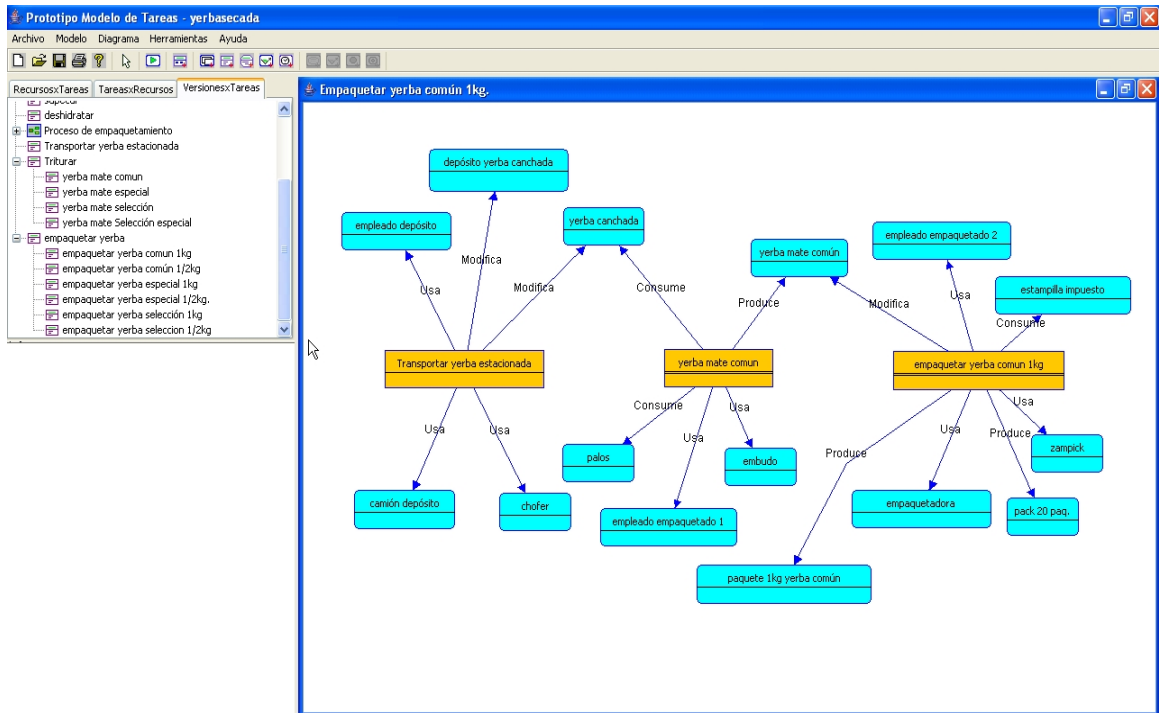 Prototipo Modelo de Tareas - yerbasecada
Archivo Modelo Diagrama Herramientas Ayuda
RecursosxTareas TareasxRecursos VersionesxTareas
deshidratar
Proceso de empaquetamiento
Transportar yerba estacionada
Triturar
yerba mate comun
yerba mate especial
yerba mate selección
yerba mate Selección especial
empaquetar yerba
empaquetar yerba comun 1kg
empaquetar yerba común 1/2kg
empaquetar yerba especial 1kg
empaquetar yerba especial 1/2kg.
empaquetar yerba selección 1kg
empaquetar yerba seleccion 1/2kg
Empaquetar yerba común 1kg.
depósito yerba canchada
empleado depósito
yerba canchada
yerba mate común
empleado empaquetado 2
estampilla impuesto
Modifica
Usa
Modifica
Consume
Produce
Modifica
Usa
Consume
Transportar yerba estacionada
yerba mate comun
empaquetar yerba comun 1kg
Usa
Usa
Consume
Usa
Usa
Produce
Usa
Produce
Usa
palos
embudo
zampick
camión depósito
chofer
empleado empaquetado 1
empaquetadora
pack 20 paq.
paquete 1kg yerba común